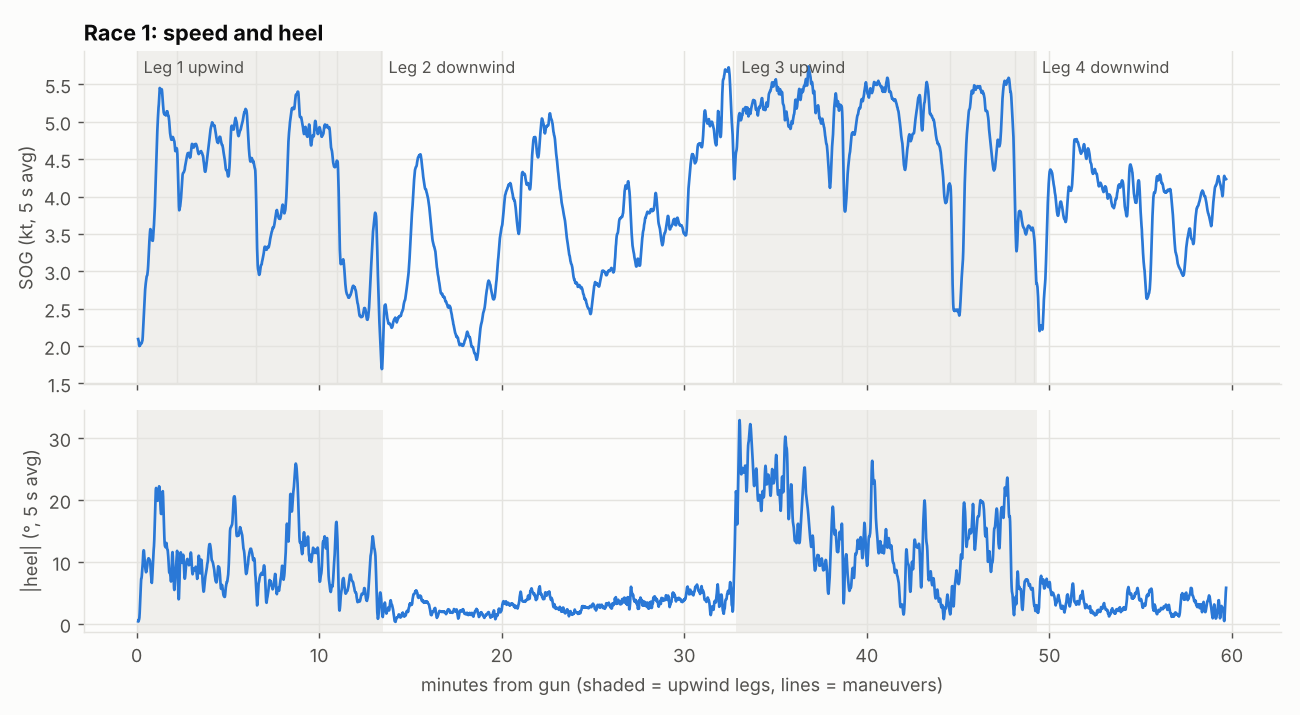 Race 1: speed and heel
Leg 1 upwind
Leg 2 downwind
Leg 3 upwind
Leg 4 downwind
SOG (kt, 5 s avg)
5.5
5.0
4.5
4.0
3.5
3.0
2.5
2.0
1.5
|heel| (°, 5 s avg)
30
20
10
0
0 10 20 30 40 50 60
minutes from gun (shaded = upwind legs, lines = maneuvers)